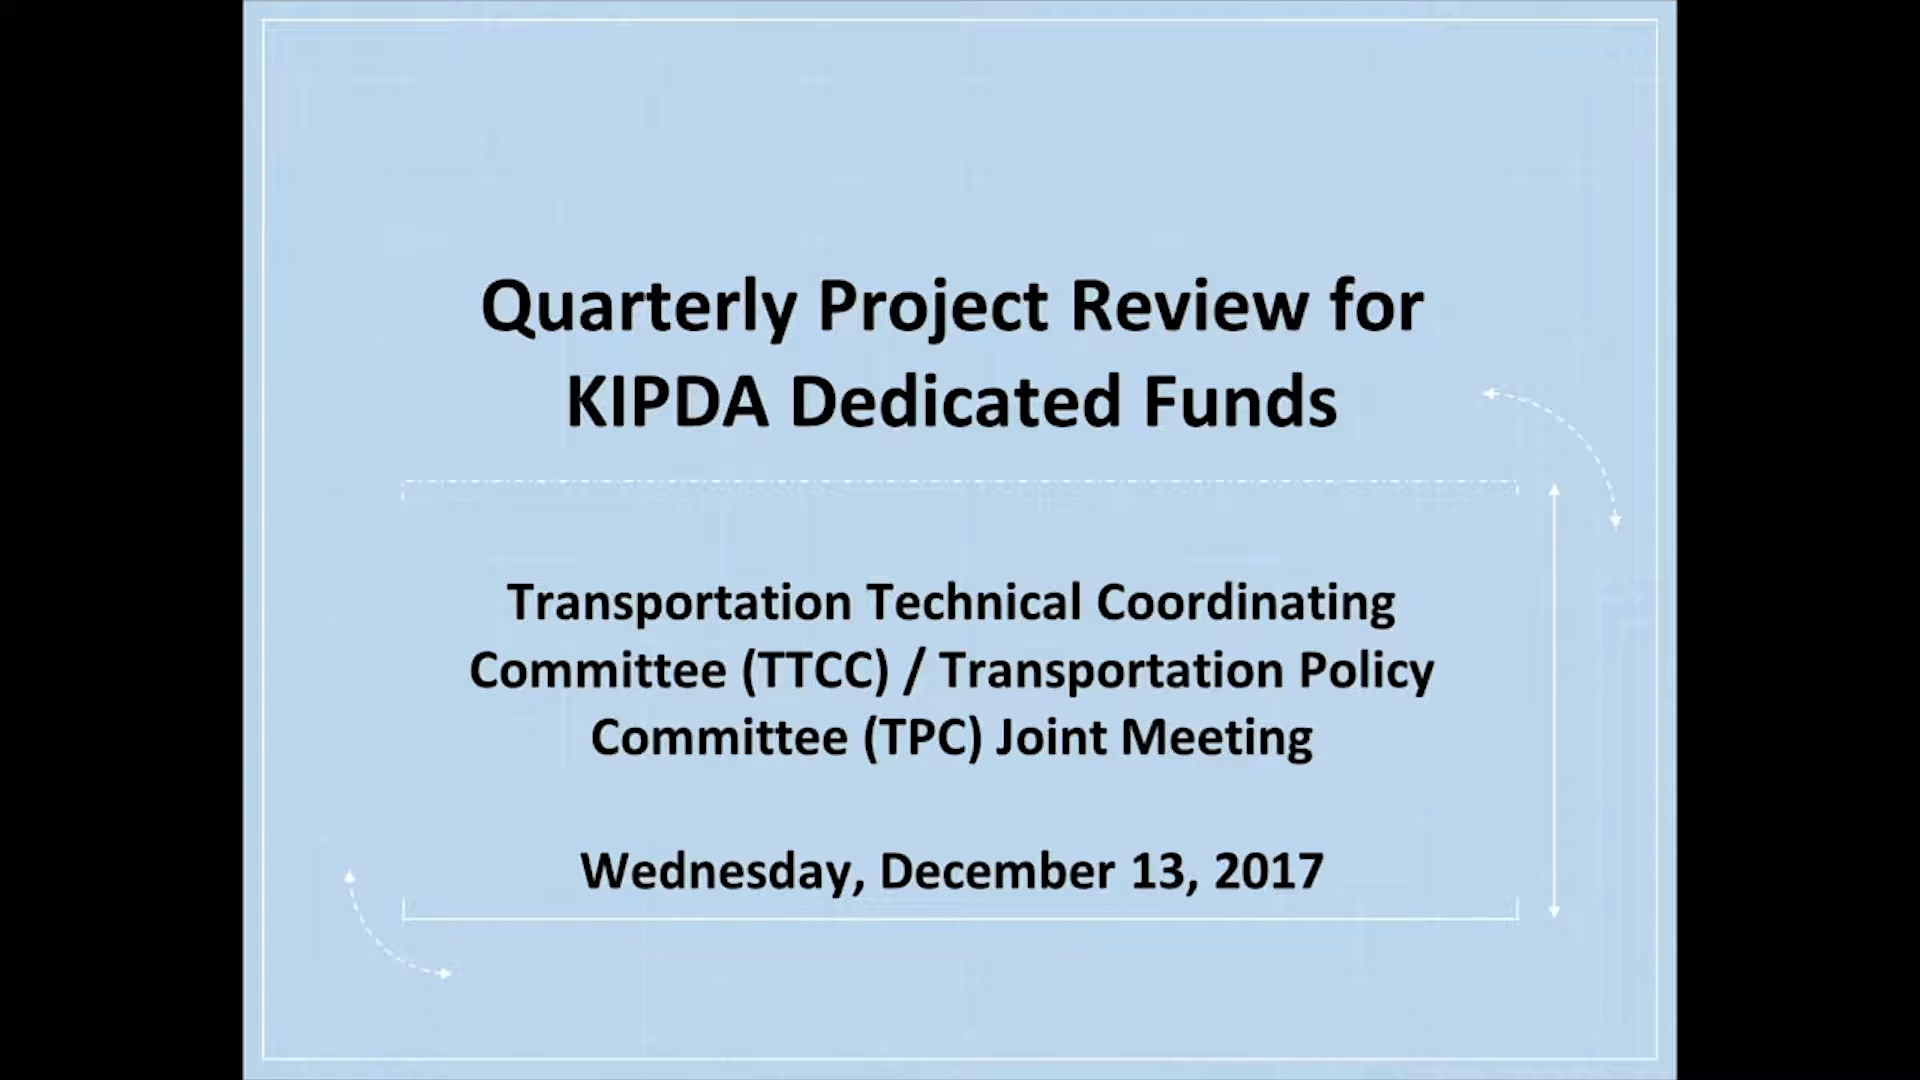 Quarterly Project Review for
KIPDA Dedicated Funds
Transportation Technical Coordinating
Committee (TTCC) / Transportation Policy
Committee (TPC) Joint Meeting
Wednesday, December 13, 2017